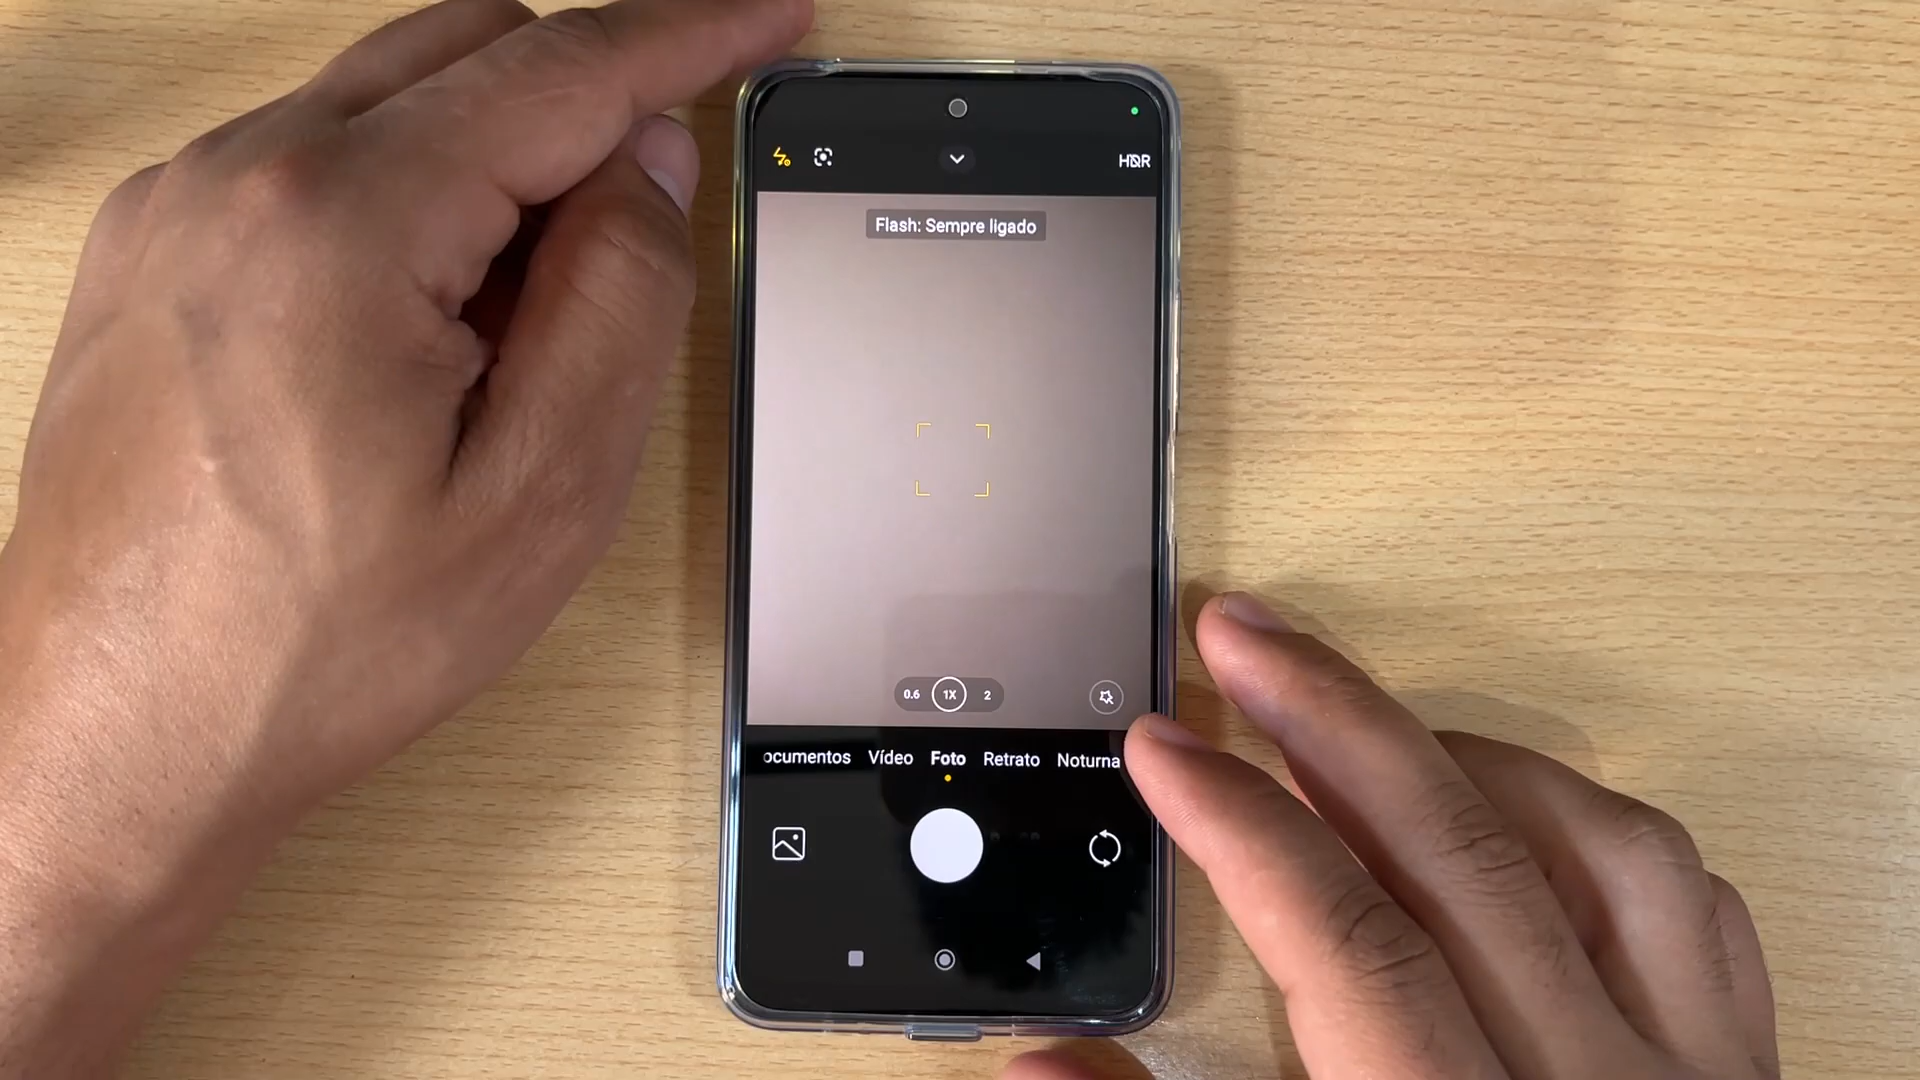 HDR
Flash: Sempre ligado
0.6 1X 2
ocumentos Vídeo Foto Retrato Noturna